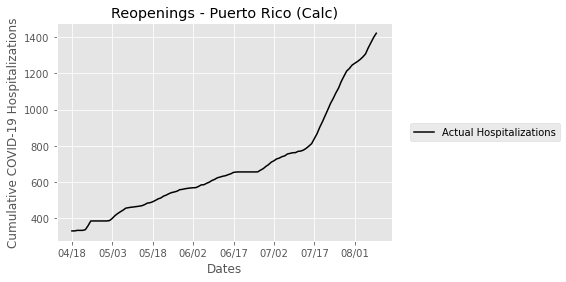 Reopenings - Puerto Rico (Calc)
Cumulative COVID-19 Hospitalizations
1400
1200
1000
800
600
400
04/18 05/03 05/18 06/02 06/17 07/02 07/17 08/01
Dates
Actual Hospitalizations